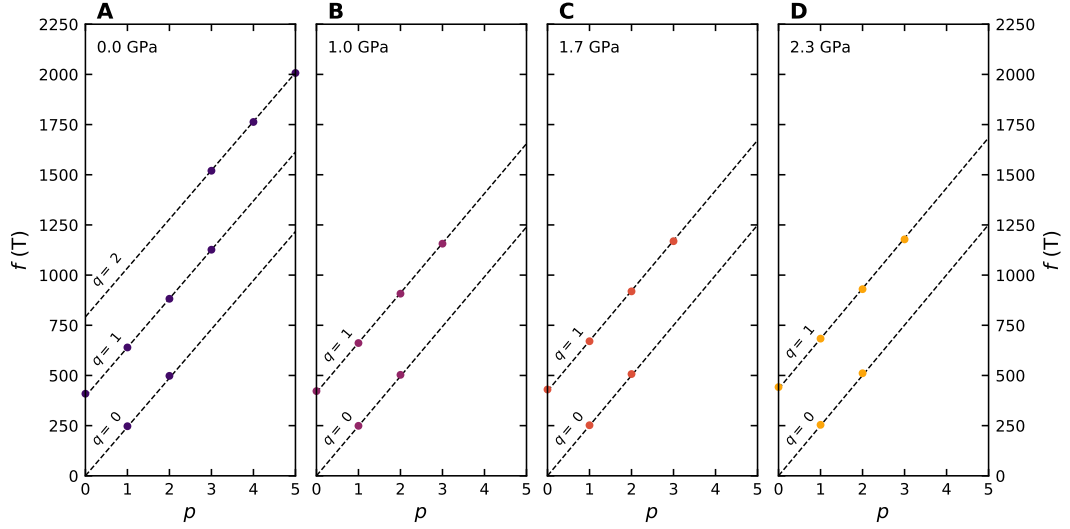 A B C D
2250
2000
1750
1500
1250
1000
750
500
250
0
f (T)
0.0 GPa
q = 2
q = 1
q = 0
0 1 2 3 4 5
p
1.0 GPa
q = 1
q = 0
0 1 2 3 4 5
p
1.7 GPa
q = 1
q = 0
0 1 2 3 4 5
p
2.3 GPa
q = 1
q = 0
0 1 2 3 4 5
p
2250
2000
1750
1500
1250
1000
750
500
250
0
f (T)